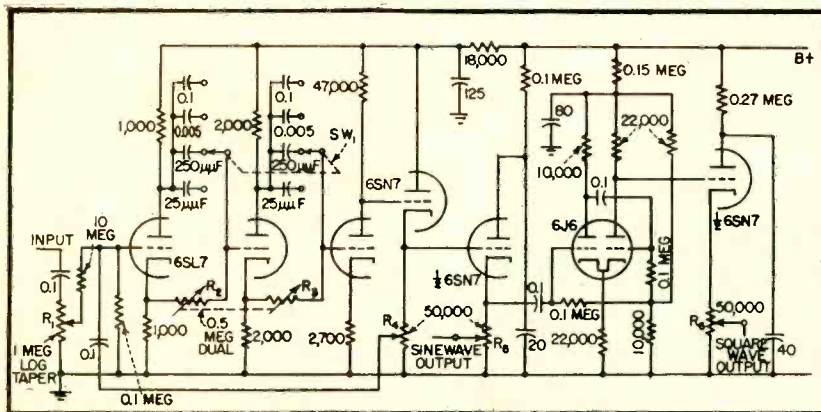 B+
18,000
0.1 MEG
0.15 MEG
0.27 MEG
125
80
47,000
0.1
0.1
1,000
0.005
2,000
0.005
SW1
22,000
250μμF
250μμF
10,000
25μμF
25μμF
6SN7
0.1
½6SN7
6J6
10 MEG
INPUT
6SL7
½6SN7
0.1 MEG
0.1
R2
R3
0.1
0.1 MEG
R1
1,000
0.5 MEG DUAL
2,000
2,700
R4
50,000
R5
20
22,000
10,000
R6
50,000
40
1 MEG LOG TAPER
0.1
0.1 MEG
SINEWAVE OUTPUT
SQUARE WAVE OUTPUT